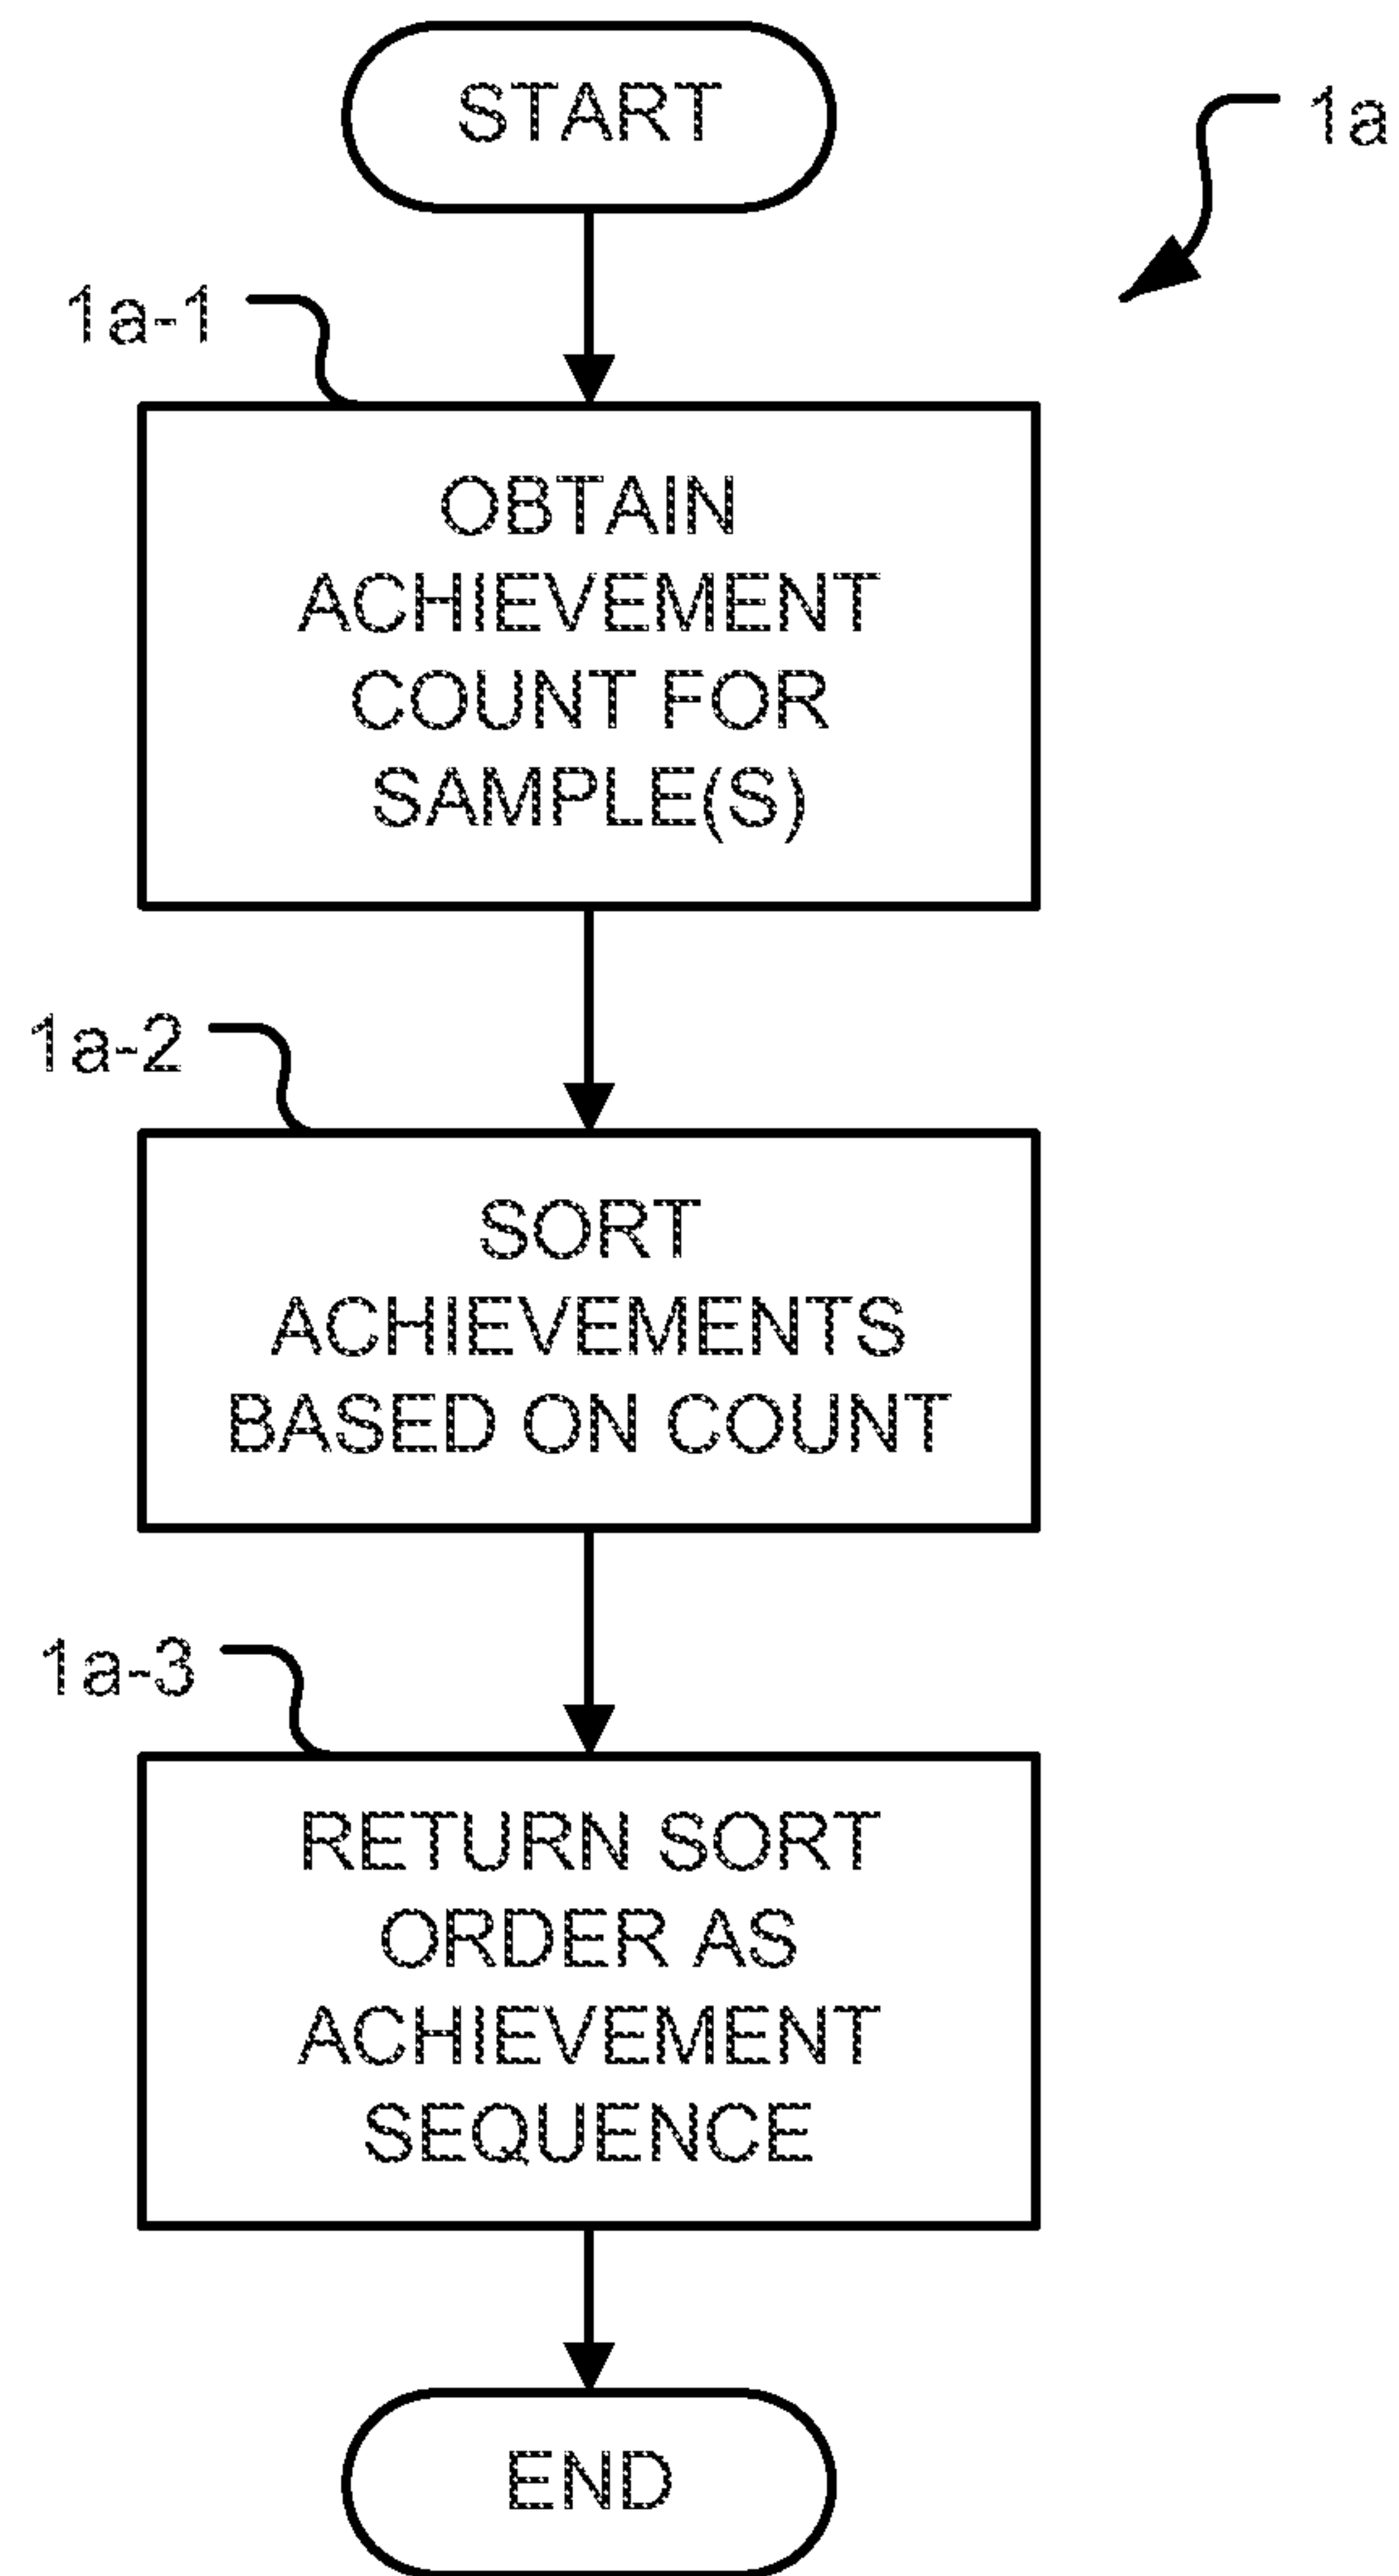 START
1a
1a-1
OBTAIN
ACHIEVEMENT
COUNT FOR
SAMPLE(S)
1a-2
SORT
ACHIEVEMENTS
BASED ON COUNT
1a-3
RETURN SORT
ORDER AS
ACHIEVEMENT
SEQUENCE
END